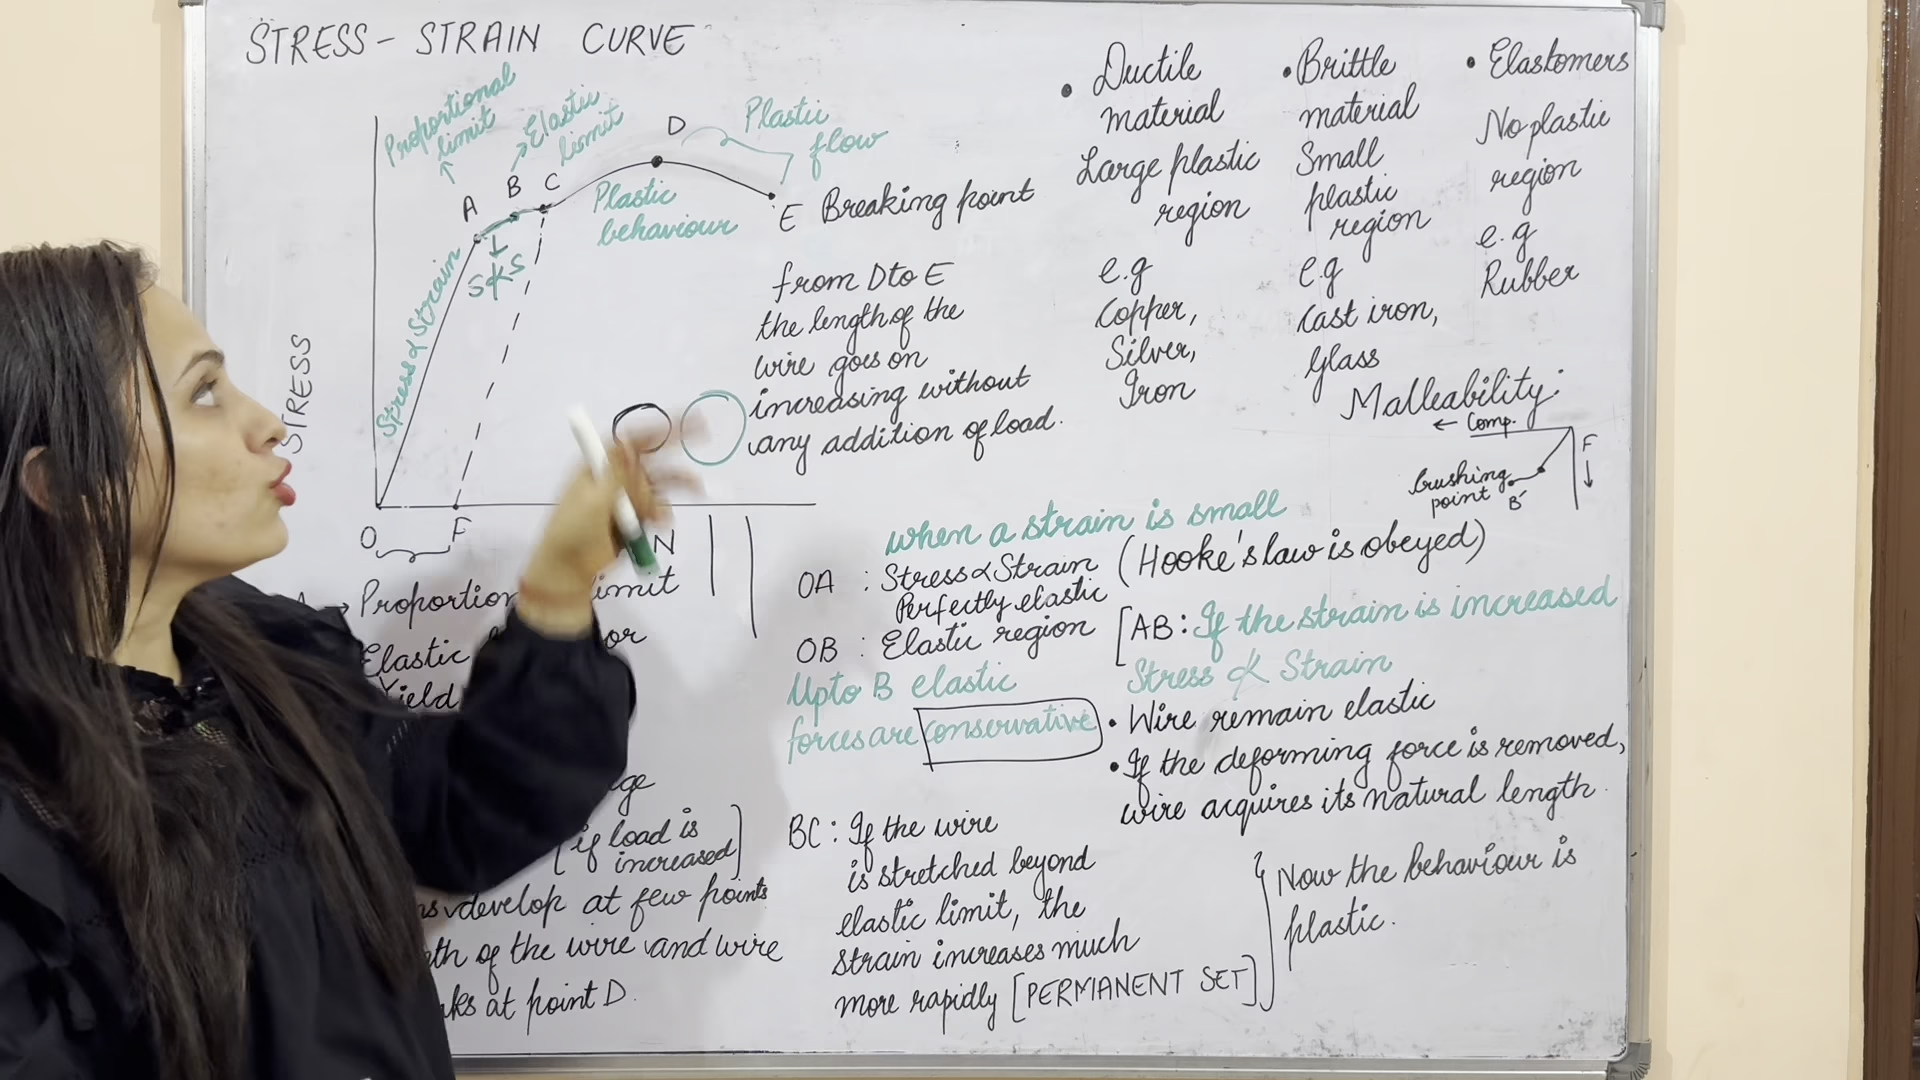 STRESS - STRAIN CURVE
Proportional
limit
Elastic
limit
A
B
C
D
Plastic
flow
Plastic
behaviour
E Breaking point
S∝̸S
Stress ∝ Strain
STRESS
O
F
N
from D to E
the length of the
wire goes on
increasing without
any addition of load.
• Ductile
material
Large plastic
region
e.g
Copper,
Silver,
Iron
• Brittle
material
Small
plastic
region
e.g
Cast iron,
Glass
• Elastomers
No plastic
region
e.g
Rubber
Malleability:
← Comp.
F
Crushing
point
B'
→ Proportion limit
Elastic or
Yield
[if load is
increased]
develop at few points
of the wire and wire
at point D.
when a strain is small
OA : Stress ∝ Strain (Hooke's law is obeyed)
Perfectly elastic
OB : Elastic region
Upto B elastic
forces are conservative
[AB: If the strain is increased
Stress ∝̸ Strain
• Wire remain elastic
• If the deforming force is removed,
wire acquires its natural length.
BC: If the wire
is stretched beyond
elastic limit, the
strain increases much
more rapidly [PERMANENT SET]
Now the behaviour is
plastic.